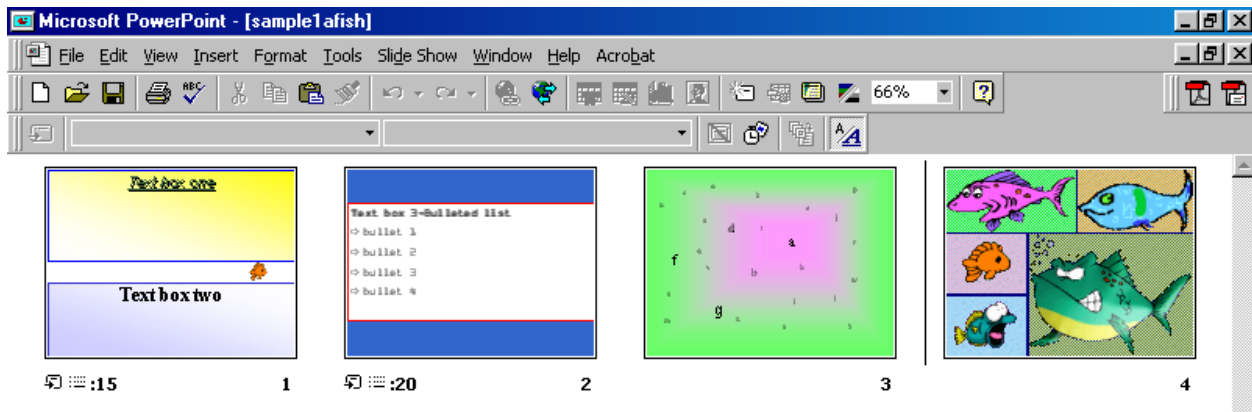 Microsoft PowerPoint - [sample1afish]
File Edit View Insert Format Tools Slide Show Window Help Acrobat
ABC 66%
Text box one
Text box two
Text box 3-Bulleted list
bullet 1
bullet 2
bullet 3
bullet 4
d
a
f
b
g
:15 1 :20 2 3 4